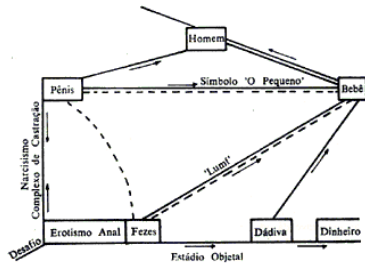 Homem
Símbolo 'O Pequeno'
Pênis
Bebê
Narcisismo
Complexo de Castração
'Lumf'
Erotismo Anal
Fezes
Dádiva
Dinheiro
Desafio
Estádio Objetal